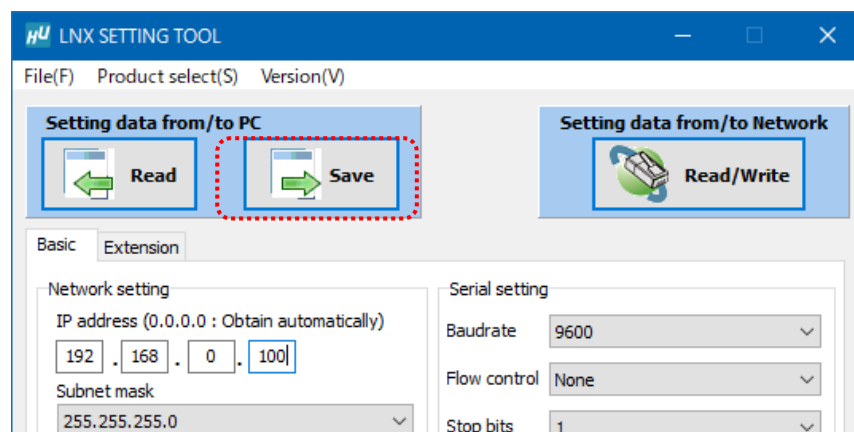 HU LNX SETTING TOOL
File(F) Product select(S) Version(V)
Setting data from/to PC
Read
Save
Setting data from/to Network
Read/Write
Basic
Extension
Network setting
IP address (0.0.0.0 : Obtain automatically)
192 . 168 . 0 . 100
Subnet mask
255.255.255.0
Serial setting
Baudrate 9600
Flow control None
Stop bits 1